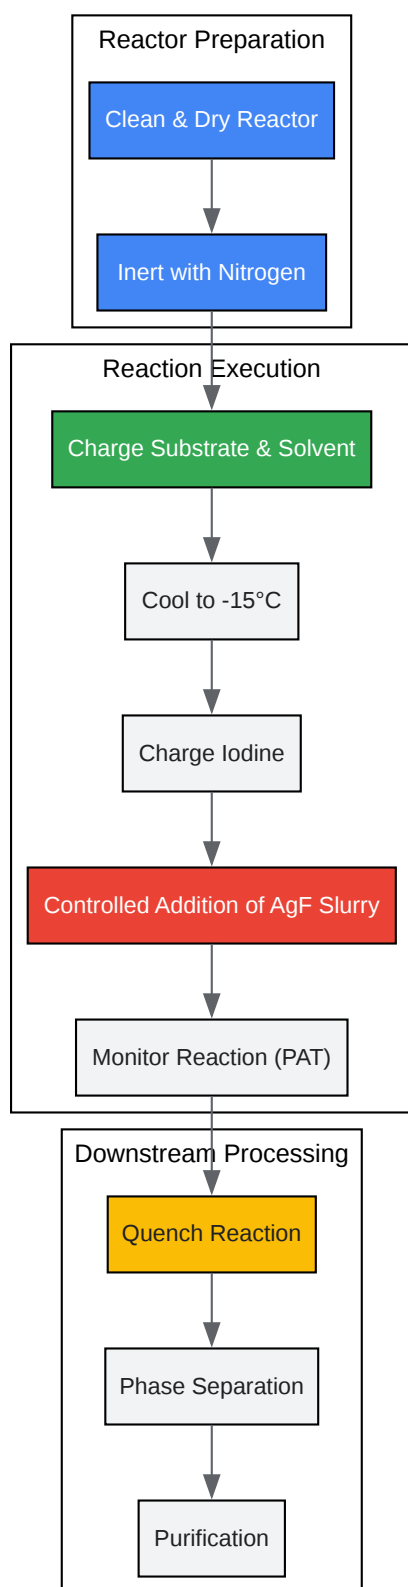 Reactor Preparation
Clean & Dry Reactor
Inert with Nitrogen
Reaction Execution
Charge Substrate & Solvent
Cool to -15°C
Charge Iodine
Controlled Addition of AgF Slurry
Monitor Reaction (PAT)
Downstream Processing
Quench Reaction
Phase Separation
Purification